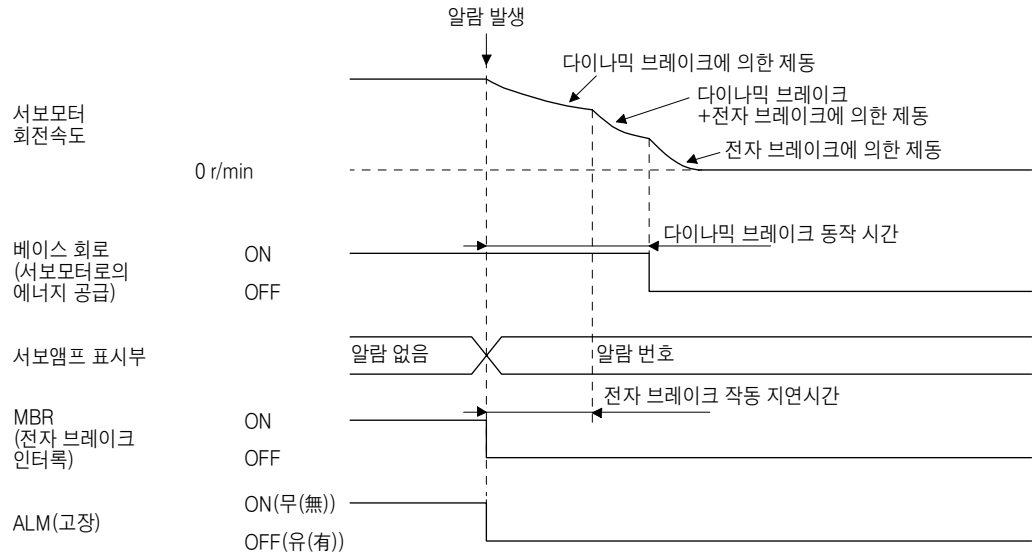 알람 발생
다이나믹 브레이크에 의한 제동
다이나믹 브레이크
+전자 브레이크에 의한 제동
전자 브레이크에 의한 제동
서보모터
회전속도
0 r/min
다이나믹 브레이크 동작 시간
베이스 회로
(서보모터로의
에너지 공급)
ON
OFF
서보앰프 표시부
알람 없음
알람 번호
전자 브레이크 작동 지연시간
MBR
(전자 브레이크
인터록)
ON
OFF
ALM(고장)
ON(무(無))
OFF(유(有))